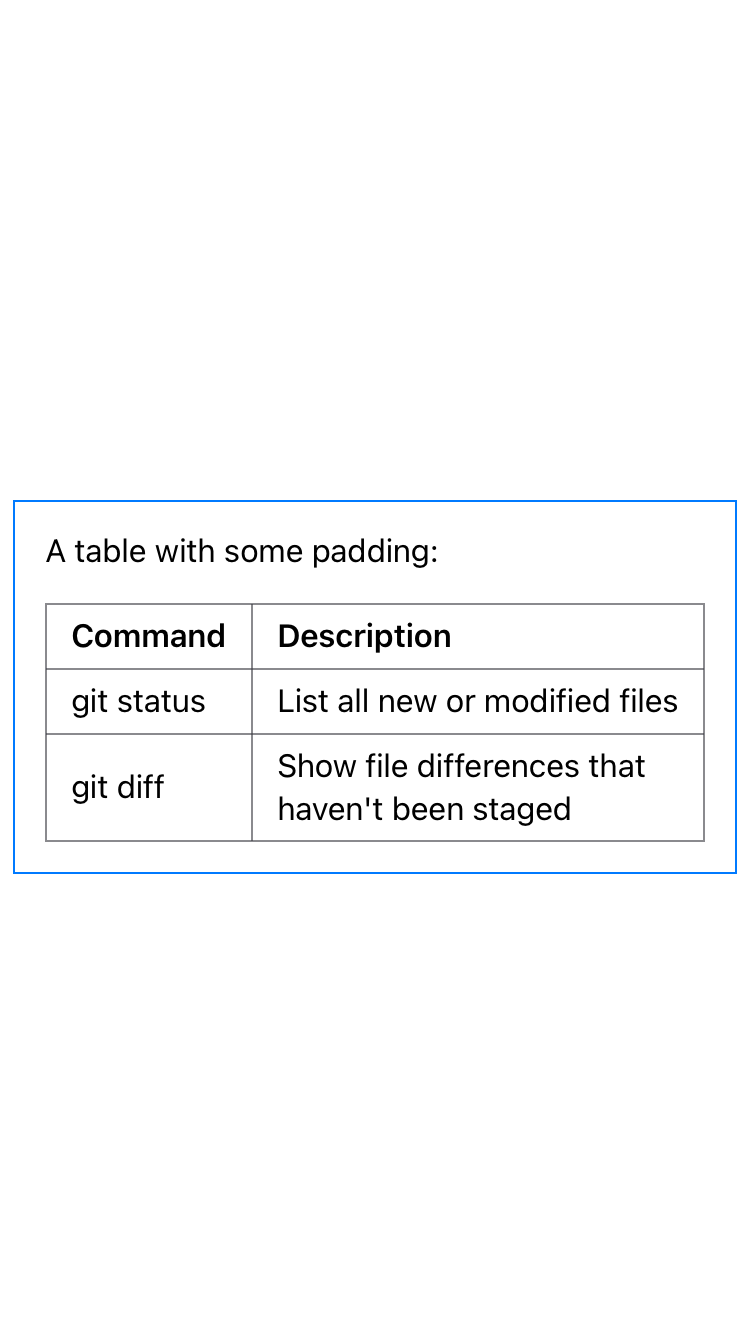 A table with some padding:
Command Description
git status List all new or modified files
git diff Show file differences that
haven't been staged